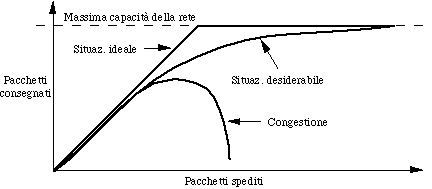 Massima capacità della rete
Situaz. ideale
Pacchetti
consegnati
Situaz. desiderabile
Congestione
Pacchetti spediti